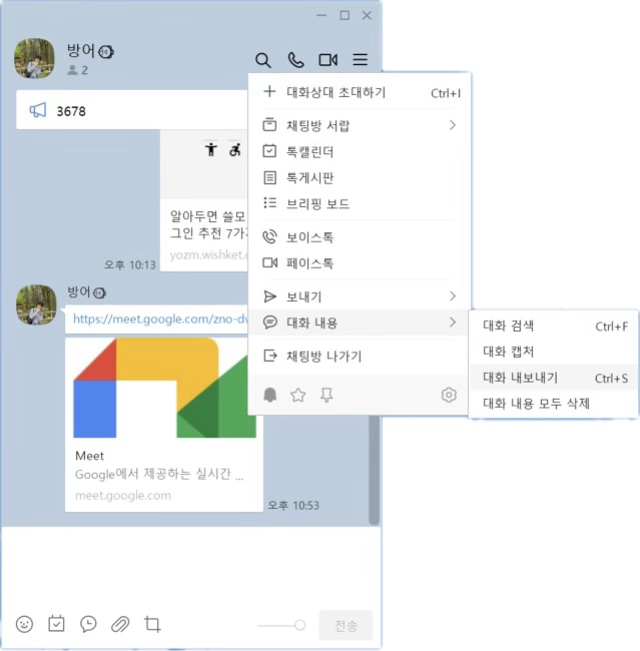 방어
2
3678
알아두면 쓸모
그인 추천 7가
yozm.wishket.c
오후 10:13
방어
https://meet.google.com/zno-dv
Meet
Google에서 제공하는 실시간 ...
meet.google.com
오후 10:53
전송
대화상대 초대하기 Ctrl+I
채팅방 서랍
톡캘린더
톡게시판
브리핑 보드
보이스톡
페이스톡
보내기
대화 내용
채팅방 나가기
대화 검색 Ctrl+F
대화 캡처
대화 내보내기 Ctrl+S
대화 내용 모두 삭제